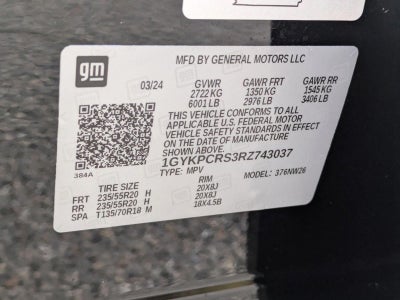 gm
MFD BY GENERAL MOTORS LLC
03/24 GVWR GAWR FRT GAWR RR
2722 KG 1350 KG 1545 KG
6001 LB 2976 LB 3406 LB
THIS VEHICLE CONFORMS TO ALL
APPLICABLE U.S. FEDERAL MOTOR
VEHICLE SAFETY STANDARDS IN EFFECT
ON THE DATE OF MANUFACTURE
SHOWN ABOVE.
1GYKPCRS3RZ743037
384A TYPE: MPV MODEL: 376NW26
TIRE SIZE RIM
FRT 235/55R20 H 20X8J
RR 235/55R20 H 20X8J
SPA T135/70R18 M 18X4.5B